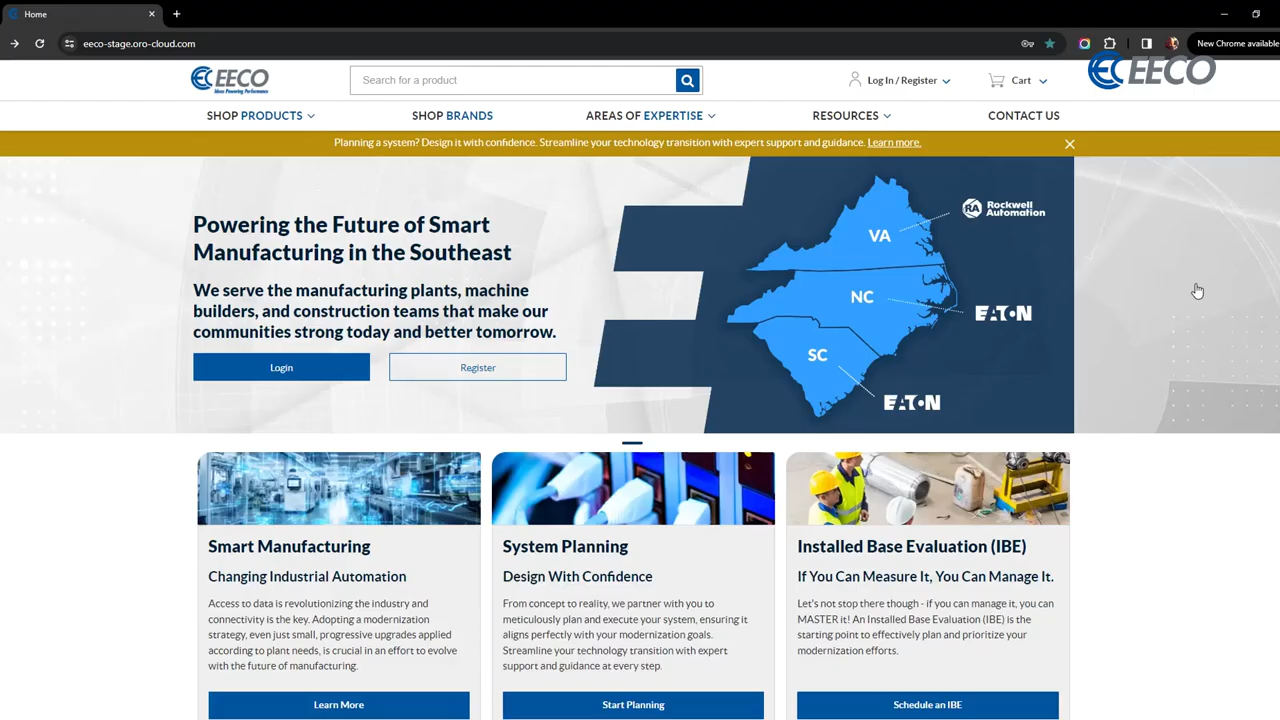 Home
eeco-stage.oro-cloud.com
New Chrome available
EECO
Ideas Powering Performance
Search for a product
Log In / Register
Cart
EECO
SHOP PRODUCTS
SHOP BRANDS
AREAS OF EXPERTISE
RESOURCES
CONTACT US
Planning a system? Design it with confidence. Streamline your technology transition with expert support and guidance. Learn more.
Powering the Future of Smart
Manufacturing in the Southeast
We serve the manufacturing plants, machine
builders, and construction teams that make our
communities strong today and better tomorrow.
Login
Register
VA
NC
SC
RA Rockwell
Automation
EATON
EATON
Smart Manufacturing
Changing Industrial Automation
Access to data is revolutionizing the industry and
connectivity is the key. Adopting a modernization
strategy, even just small, progressive upgrades applied
according to plant needs, is crucial in an effort to evolve
with the future of manufacturing.
Learn More
System Planning
Design With Confidence
From concept to reality, we partner with you to
meticulously plan and execute your system, ensuring it
aligns perfectly with your modernization goals.
Streamline your technology transition with expert
support and guidance at every step.
Start Planning
Installed Base Evaluation (IBE)
If You Can Measure It, You Can Manage It.
Let's not stop there though - if you can manage it, you can
MASTER it! An Installed Base Evaluation (IBE) is the
starting point to effectively plan and prioritize your
modernization efforts.
Schedule an IBE